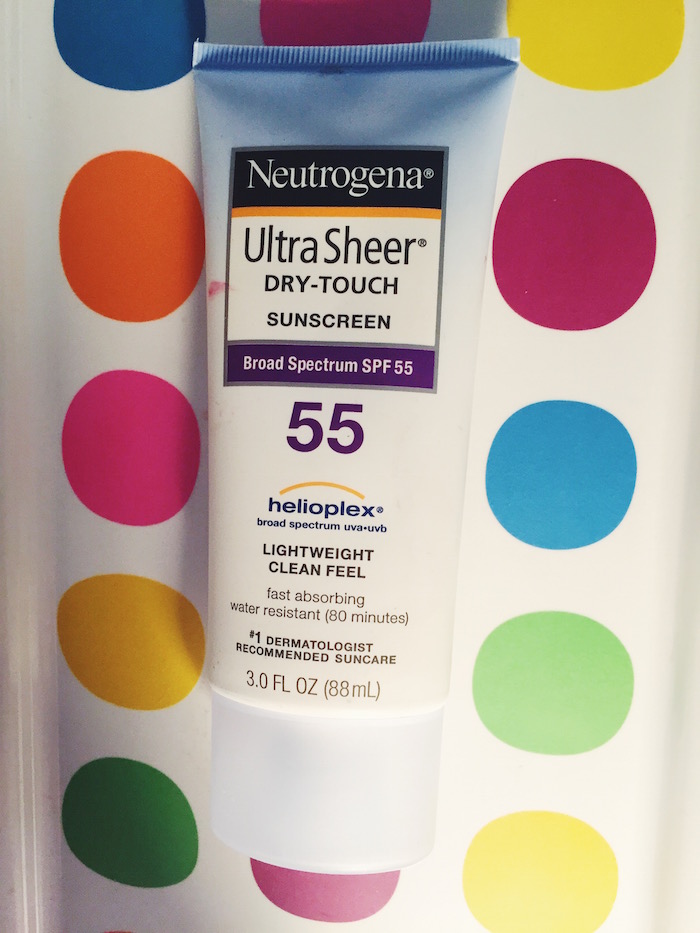 Neutrogena®
Ultra Sheer®
DRY-TOUCH
SUNSCREEN
Broad Spectrum SPF 55
55
helioplex®
broad spectrum uva•uvb
LIGHTWEIGHT
CLEAN FEEL
fast absorbing
water resistant (80 minutes)
#1 DERMATOLOGIST
RECOMMENDED SUNCARE
3.0 FL OZ (88mL)